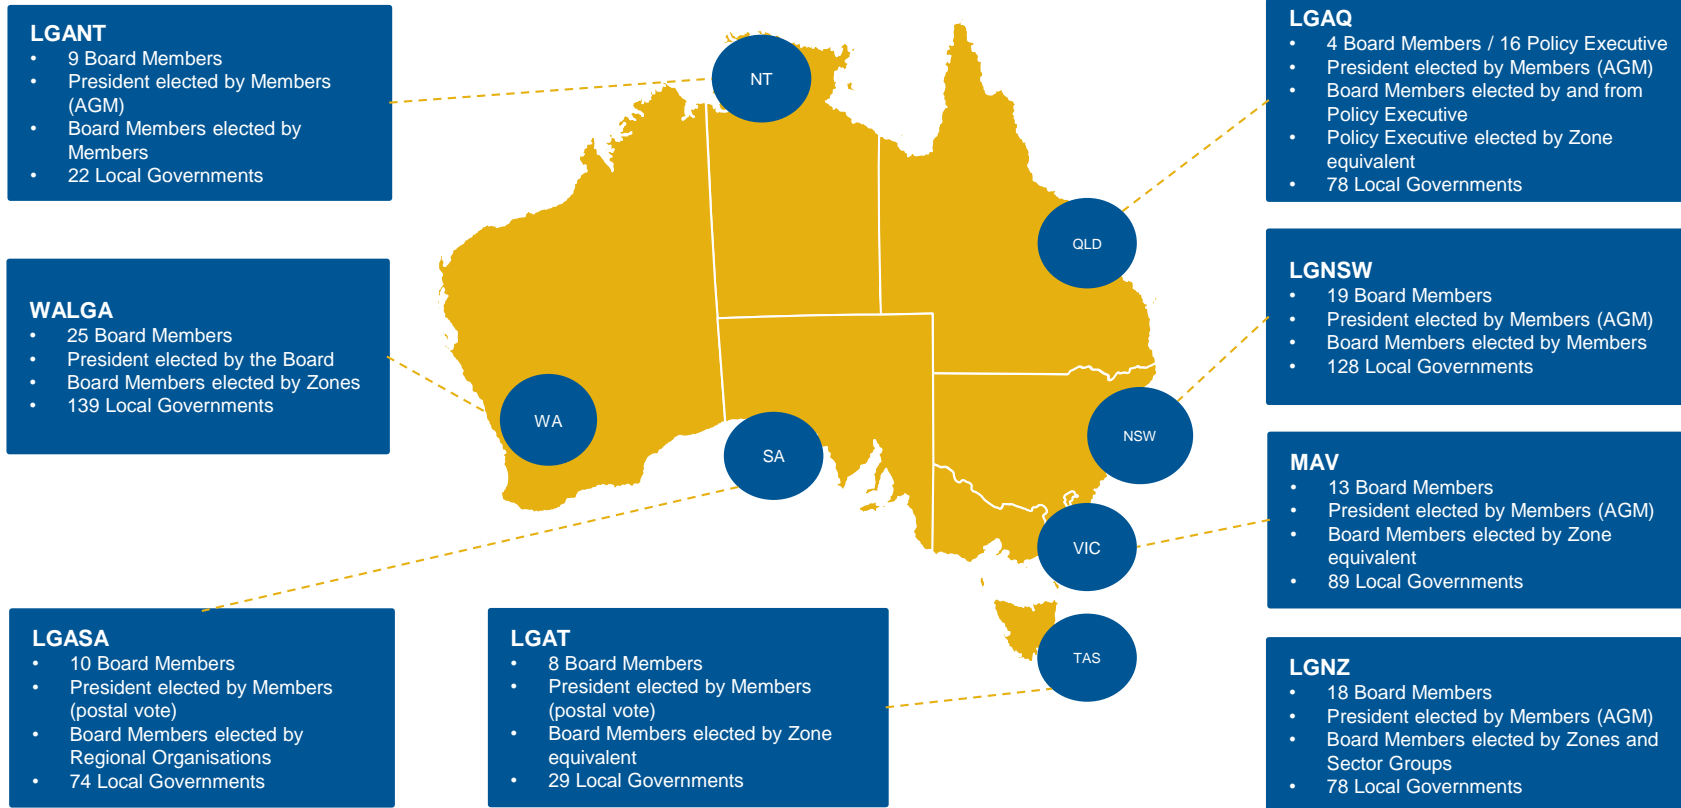 LGANT
• 9 Board Members
• President elected by Members
(AGM)
• Board Members elected by
Members
• 22 Local Governments
WALGA
• 25 Board Members
• President elected by the Board
• Board Members elected by Zones
• 139 Local Governments
LGASA
• 10 Board Members
• President elected by Members
(postal vote)
• Board Members elected by
Regional Organisations
• 74 Local Governments
LGAT
• 8 Board Members
• President elected by Members
(postal vote)
• Board Members elected by Zone
equivalent
• 29 Local Governments
NT
QLD
WA
SA
NSW
VIC
TAS
LGAQ
• 4 Board Members / 16 Policy Executive
• President elected by Members (AGM)
• Board Members elected by and from
Policy Executive
• Policy Executive elected by Zone
equivalent
• 78 Local Governments
LGNSW
• 19 Board Members
• President elected by Members (AGM)
• Board Members elected by Members
• 128 Local Governments
MAV
• 13 Board Members
• President elected by Members (AGM)
• Board Members elected by Zone
equivalent
• 89 Local Governments
LGNZ
• 18 Board Members
• President elected by Members (AGM)
• Board Members elected by Zones and
Sector Groups
• 78 Local Governments